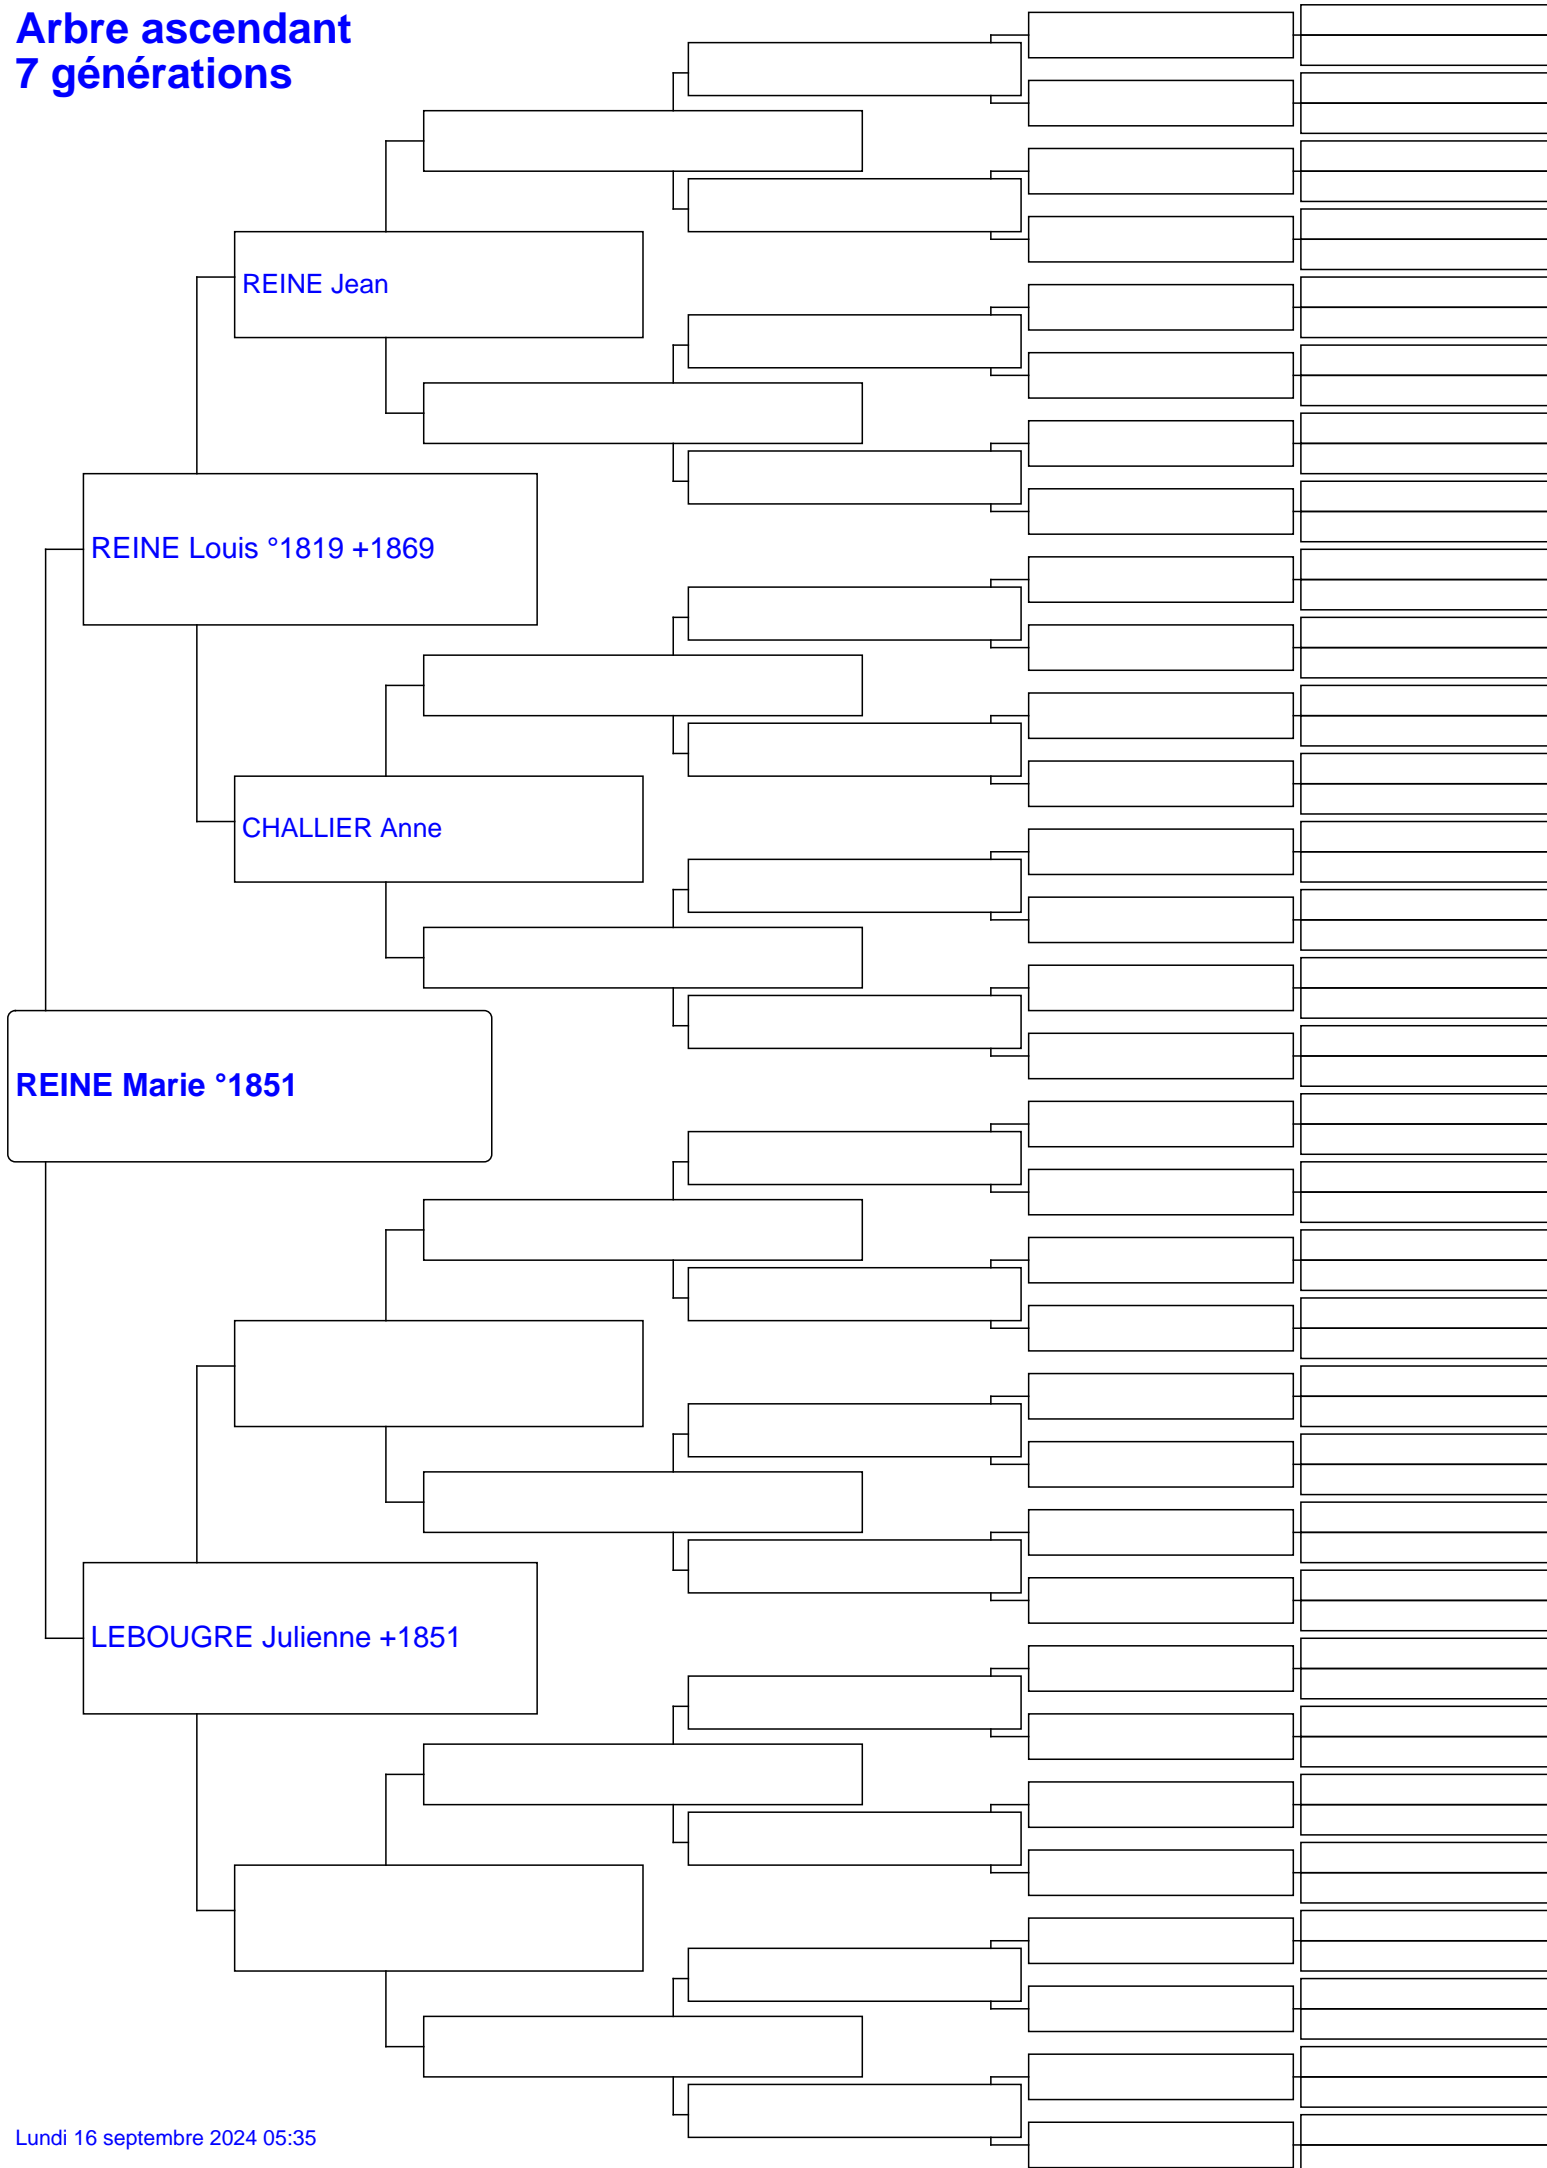 Arbre ascendant
7 générations
REINE Jean
REINE Louis °1819 +1869
CHALLIER Anne
REINE Marie °1851
LEBOUGRE Julienne +1851
Lundi 16 septembre 2024 05:35